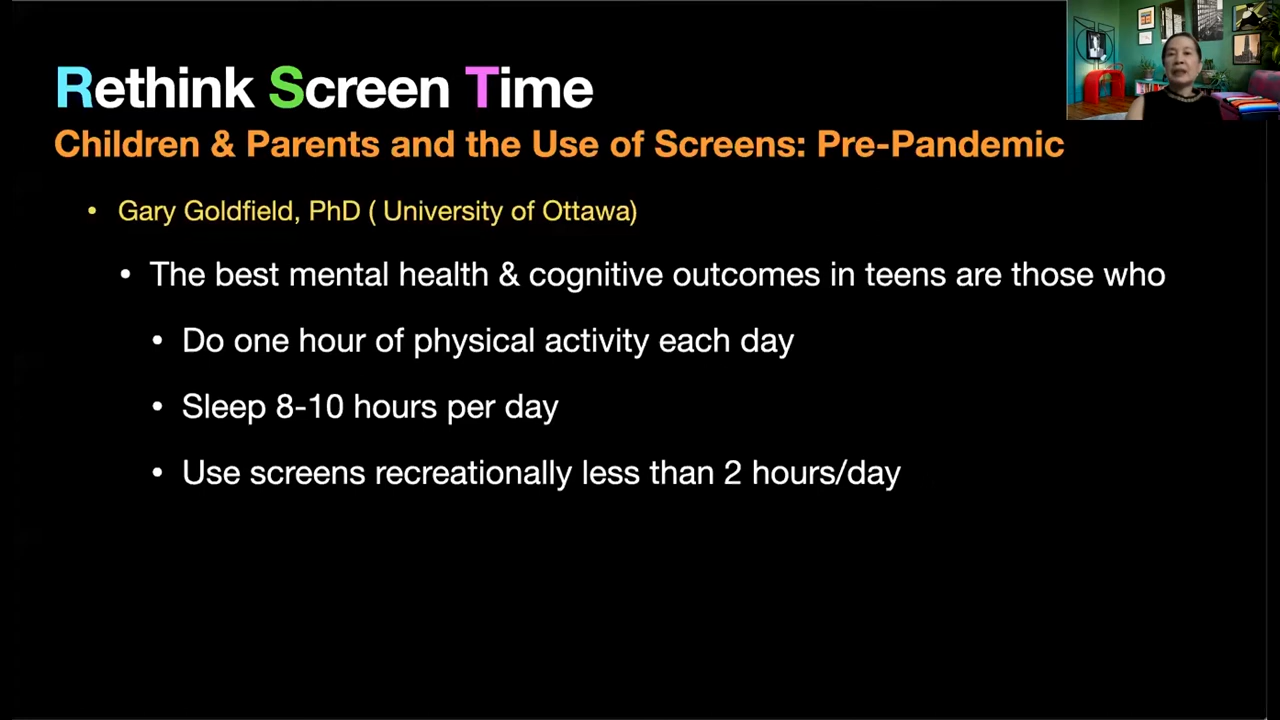 Rethink Screen Time
Children & Parents and the Use of Screens: Pre-Pandemic
• Gary Goldfield, PhD ( University of Ottawa)
• The best mental health & cognitive outcomes in teens are those who
• Do one hour of physical activity each day
• Sleep 8-10 hours per day
• Use screens recreationally less than 2 hours/day